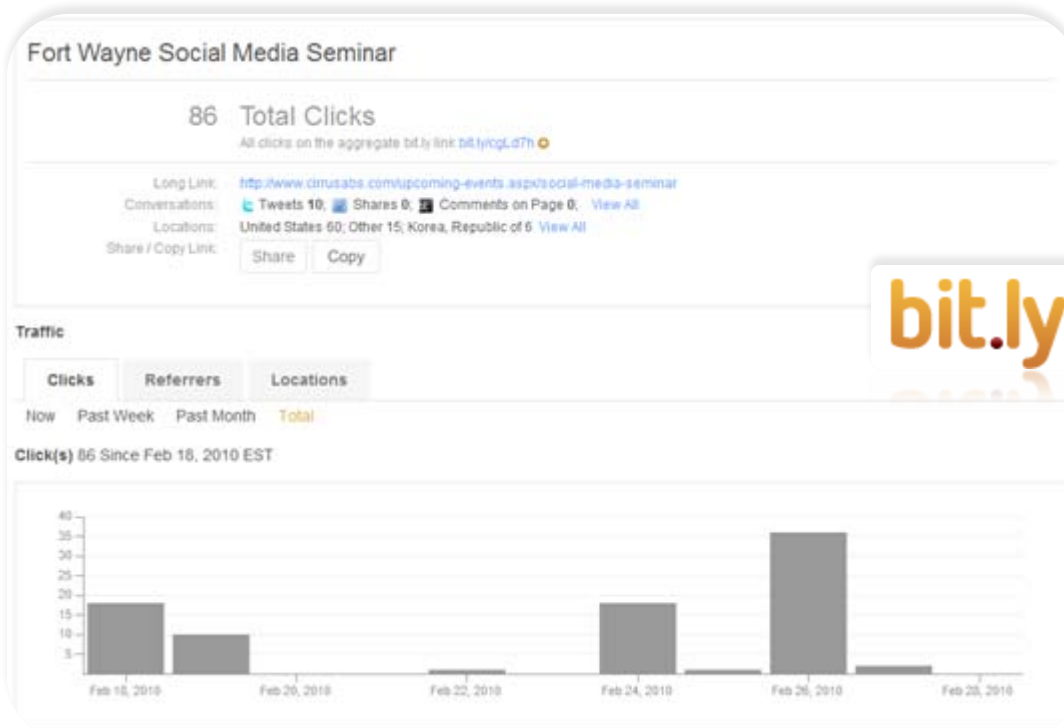 Fort Wayne Social Media Seminar
86 Total Clicks
All clicks on the aggregate bit.ly link bit.ly/cgLd7h
Long Link: http://www.cirrusabs.com/upcoming-events.aspx/social-media-seminar
Conversations: Tweets 10; Shares 0; Comments on Page 0; View All
Locations: United States 60; Other 15; Korea, Republic of 6 View All
Share / Copy Link: Share Copy
bit.ly
Traffic
Clicks Referrers Locations
Now Past Week Past Month Total
Click(s) 86 Since Feb 18, 2010 EST
40
35
30
25
20
15
10
5
Feb 18, 2010 Feb 20, 2010 Feb 22, 2010 Feb 24, 2010 Feb 26, 2010 Feb 28, 2010